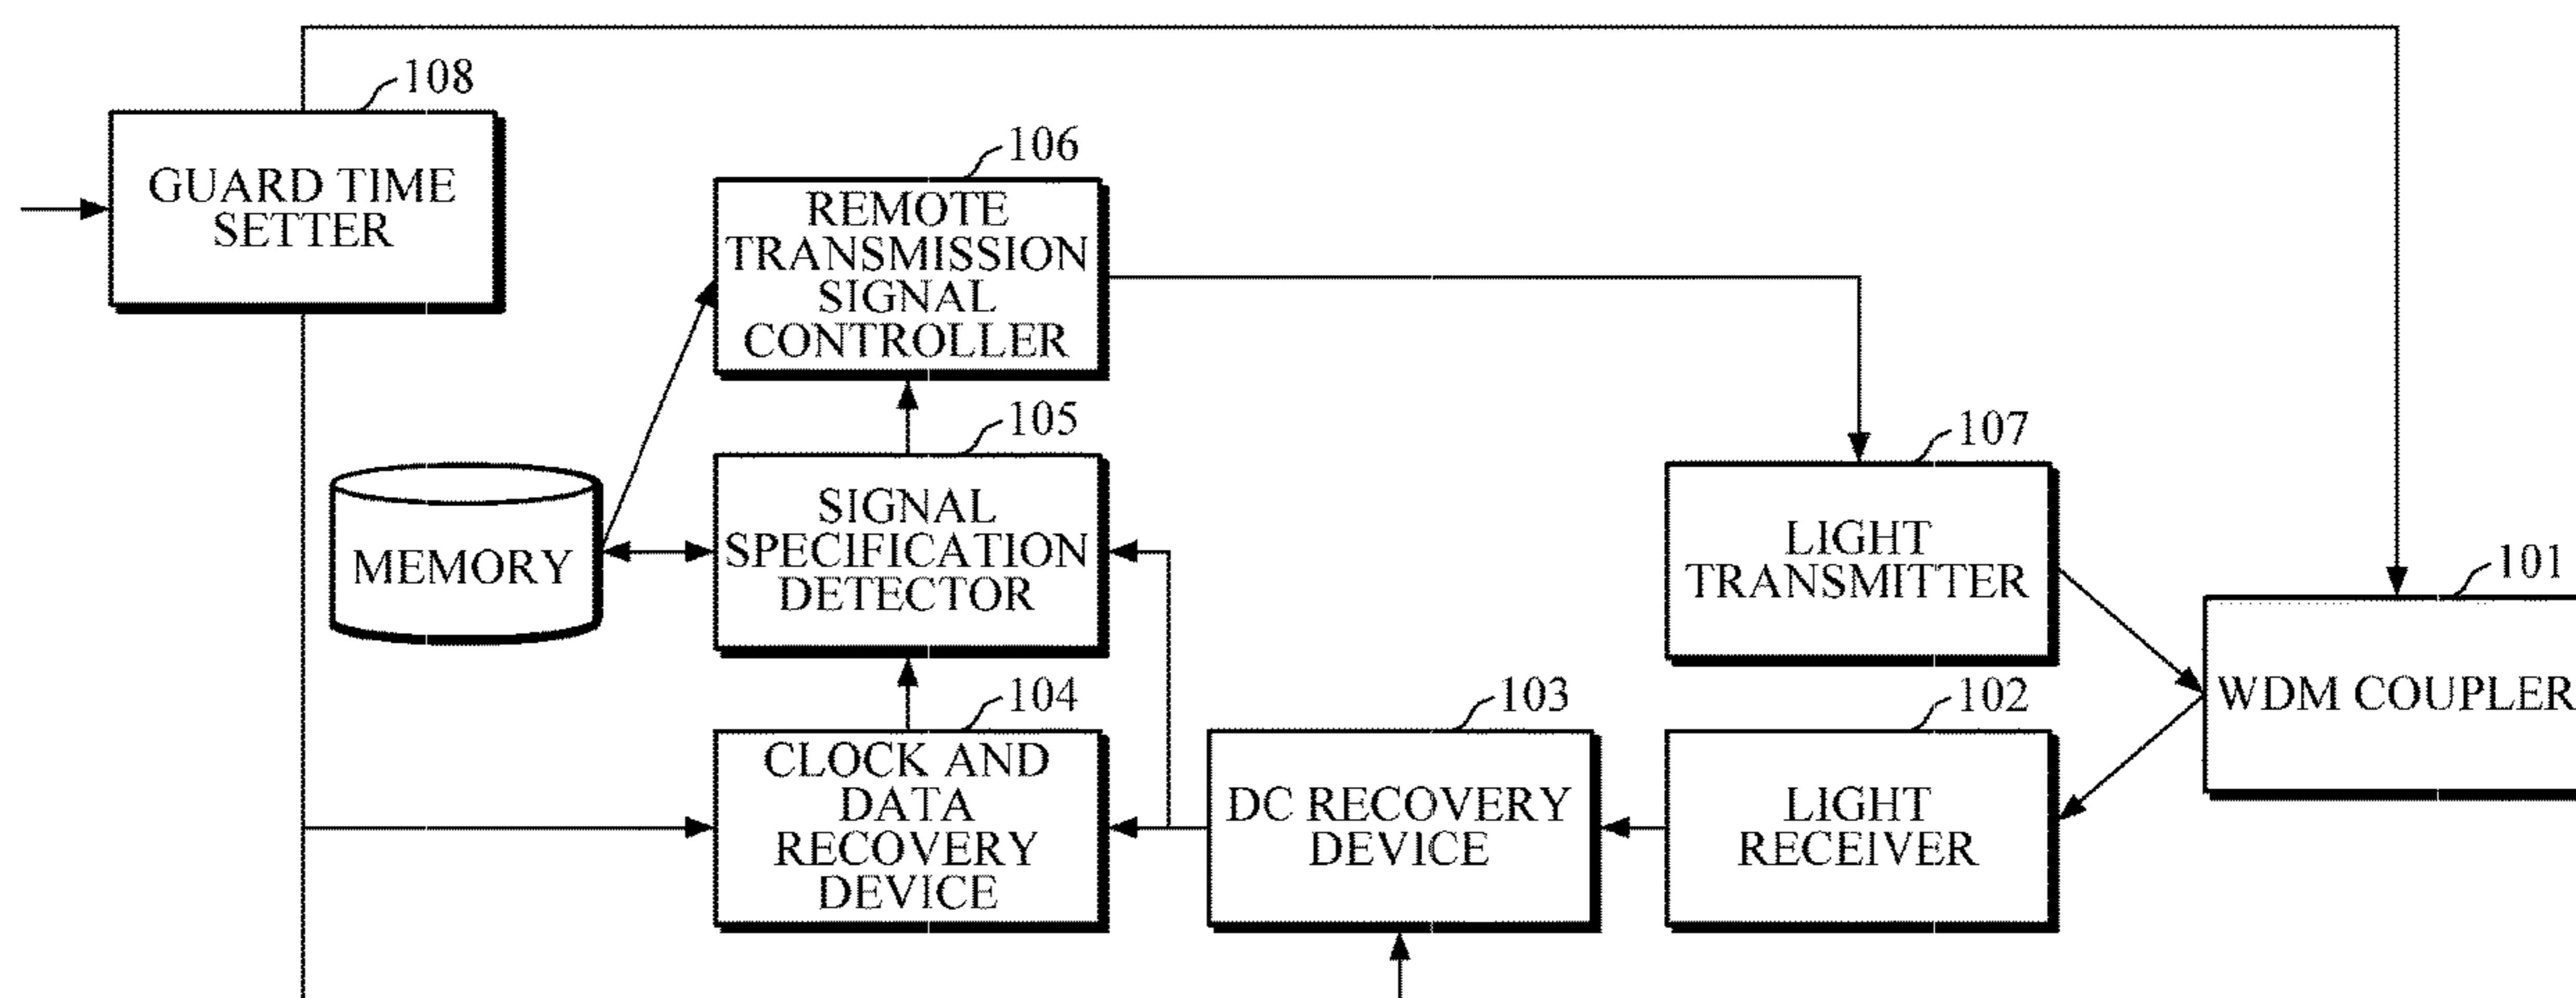 108
GUARD TIME
SETTER
106
REMOTE
TRANSMISSION
SIGNAL
CONTROLLER
105
SIGNAL
SPECIFICATION
DETECTOR
MEMORY
107
LIGHT
TRANSMITTER
101
WDM COUPLER
104
CLOCK AND
DATA
RECOVERY
DEVICE
103
DC RECOVERY
DEVICE
102
LIGHT
RECEIVER